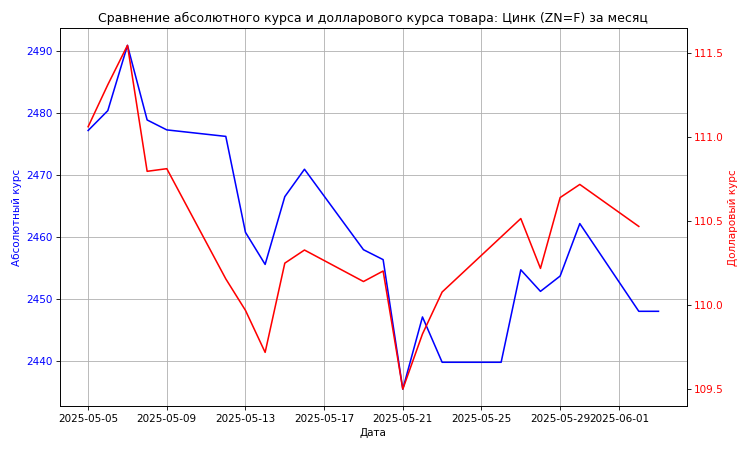 Сравнение абсолютного курса и долларового курса товара: Цинк (ZN=F) за месяц
2490
2480
2470
2460
2450
2440
Абсолютный курс
111.5
111.0
110.5
110.0
109.5
Долларовый курс
2025-05-05 2025-05-09 2025-05-13 2025-05-17 2025-05-21 2025-05-25 2025-05-29 2025-06-01
Дата